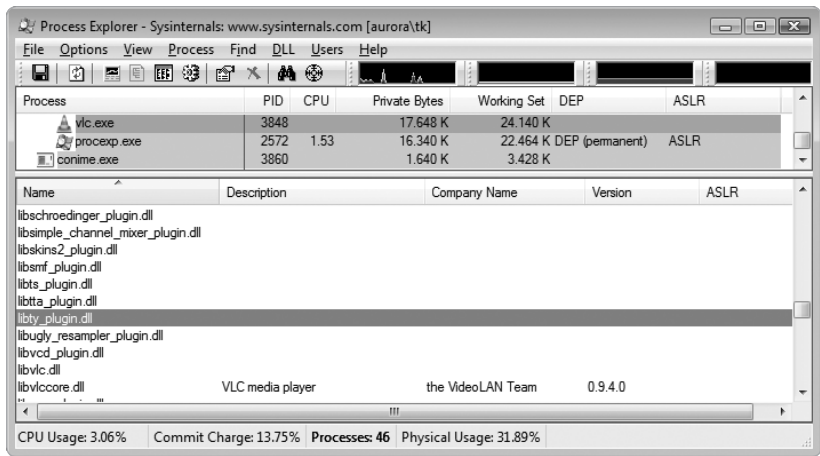 Process Explorer - Sysinternals: www.sysinternals.com [aurora\tk]
File Options View Process Find DLL Users Help
Process PID CPU Private Bytes Working Set DEP ASLR
vlc.exe 3848 17.648 K 24.140 K
procexp.exe 2572 1.53 16.340 K 22.464 K DEP (permanent) ASLR
conime.exe 3860 1.640 K 3.428 K
Name Description Company Name Version ASLR
libschroedinger_plugin.dll
libsimple_channel_mixer_plugin.dll
libskins2_plugin.dll
libsmf_plugin.dll
libts_plugin.dll
libtta_plugin.dll
libty_plugin.dll
libugly_resampler_plugin.dll
libvcd_plugin.dll
libvlc.dll
libvlccore.dll VLC media player the VideoLAN Team 0.9.4.0
CPU Usage: 3.06% Commit Charge: 13.75% Processes: 46 Physical Usage: 31.89%